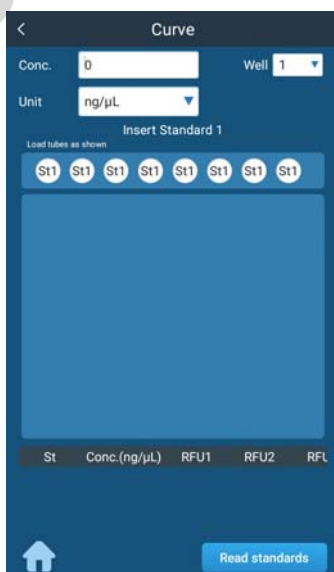 Curve
Conc. 0 Well 1
Unit ng/µL
Insert Standard 1
Load tubes as shown
St1 St1 St1 St1 St1 St1 St1 St1
St Conc.(ng/µL) RFU1 RFU2 RFL
Read standards